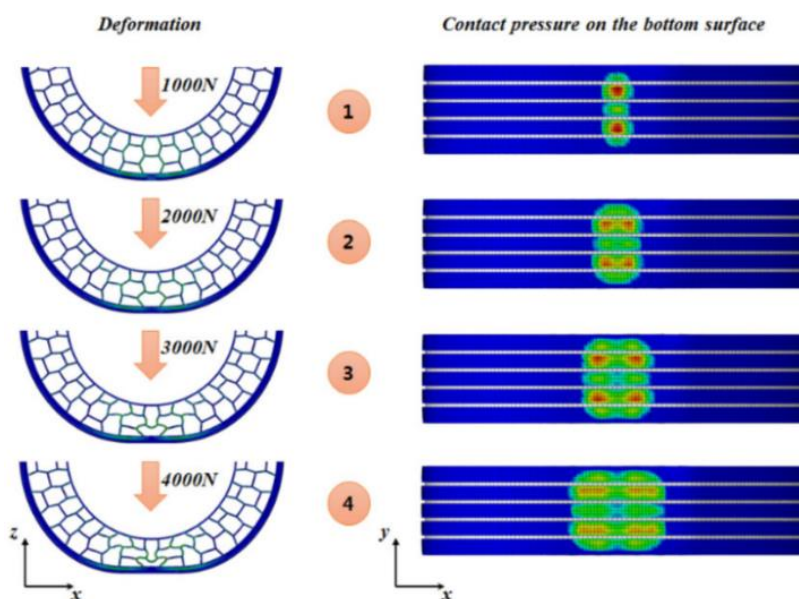 Deformation
Contact pressure on the bottom surface
1000N
1
2000N
2
3000N
3
4000N
4
z
x
y
x